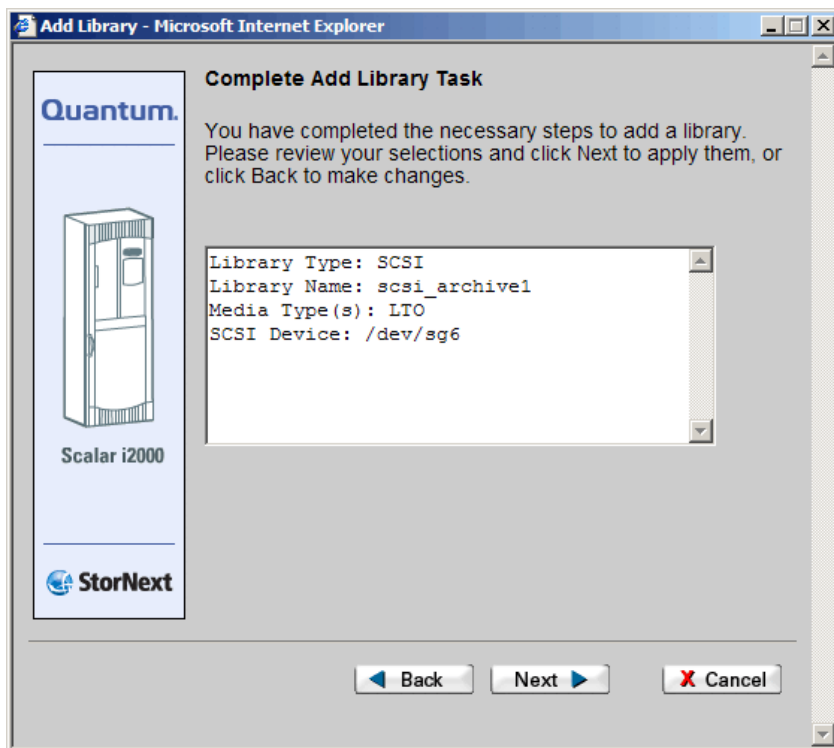 Add Library - Microsoft Internet Explorer
Quantum.
Scalar i2000
StorNext
Complete Add Library Task
You have completed the necessary steps to add a library.
Please review your selections and click Next to apply them, or
click Back to make changes.
Library Type: SCSI
Library Name: scsi_archive1
Media Type(s): LTO
SCSI Device: /dev/sg6
Back
Next
X Cancel